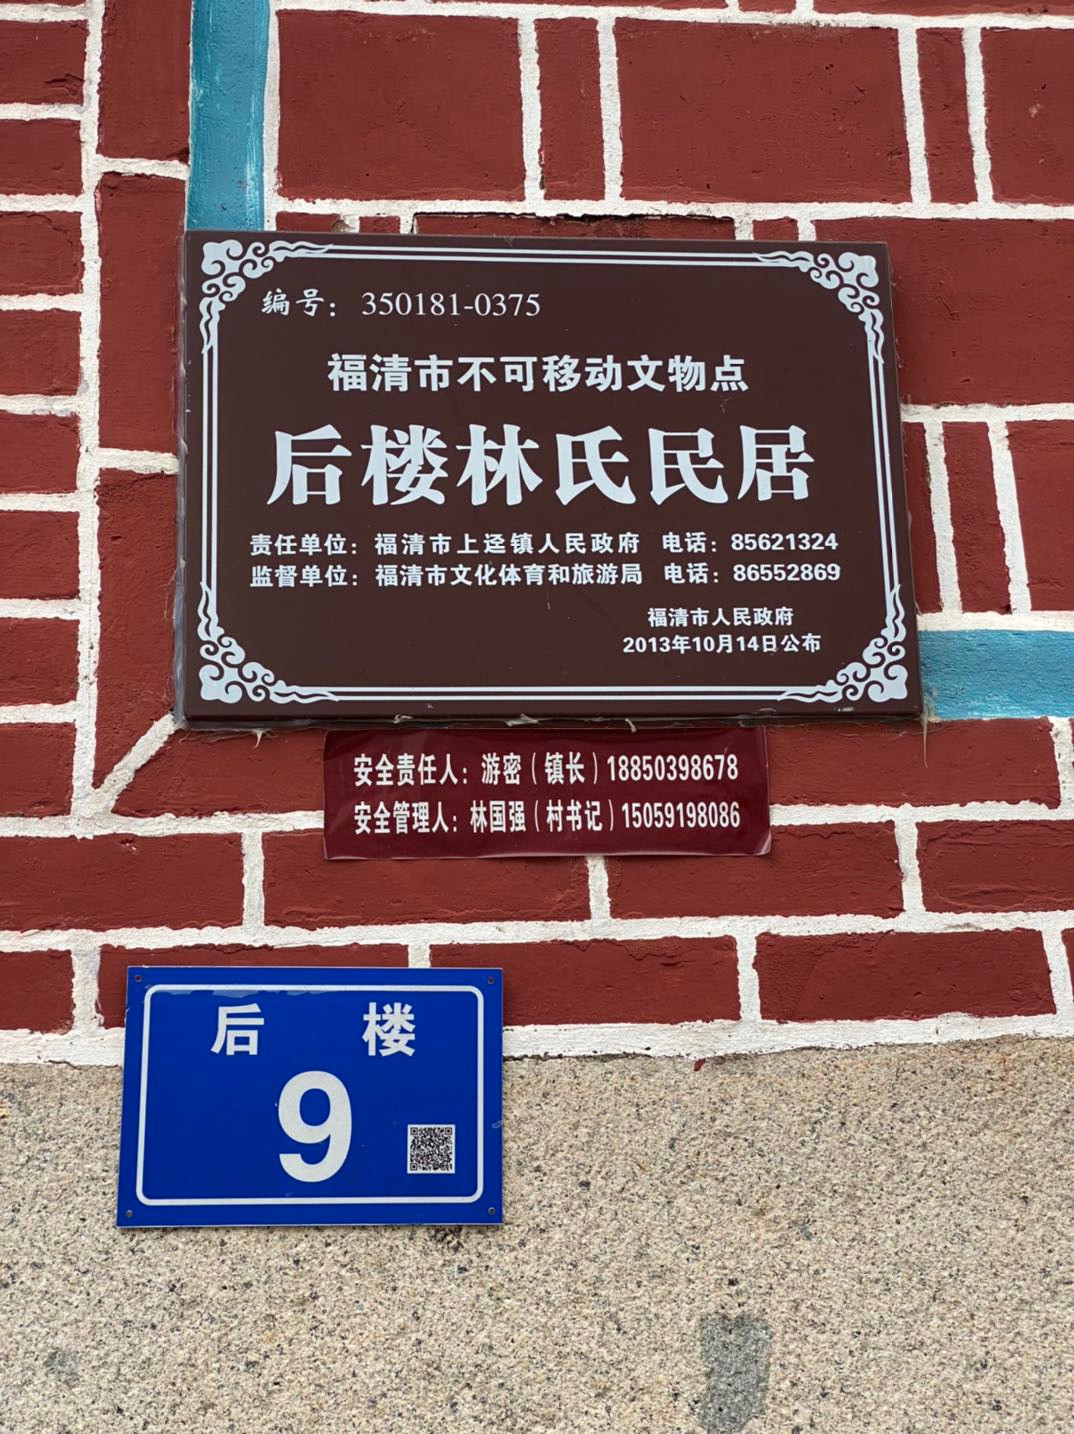 编号：350181-0375
福清市不可移动文物点
后楼林氏民居
责任单位：福清市上迳镇人民政府 电话：85621324
监督单位：福清市文化体育和旅游局 电话：86552869
福清市人民政府
2013年10月14日公布
安全责任人：游密（镇长）18850398678
安全管理人：林国强（村书记）15059198086
后楼
9